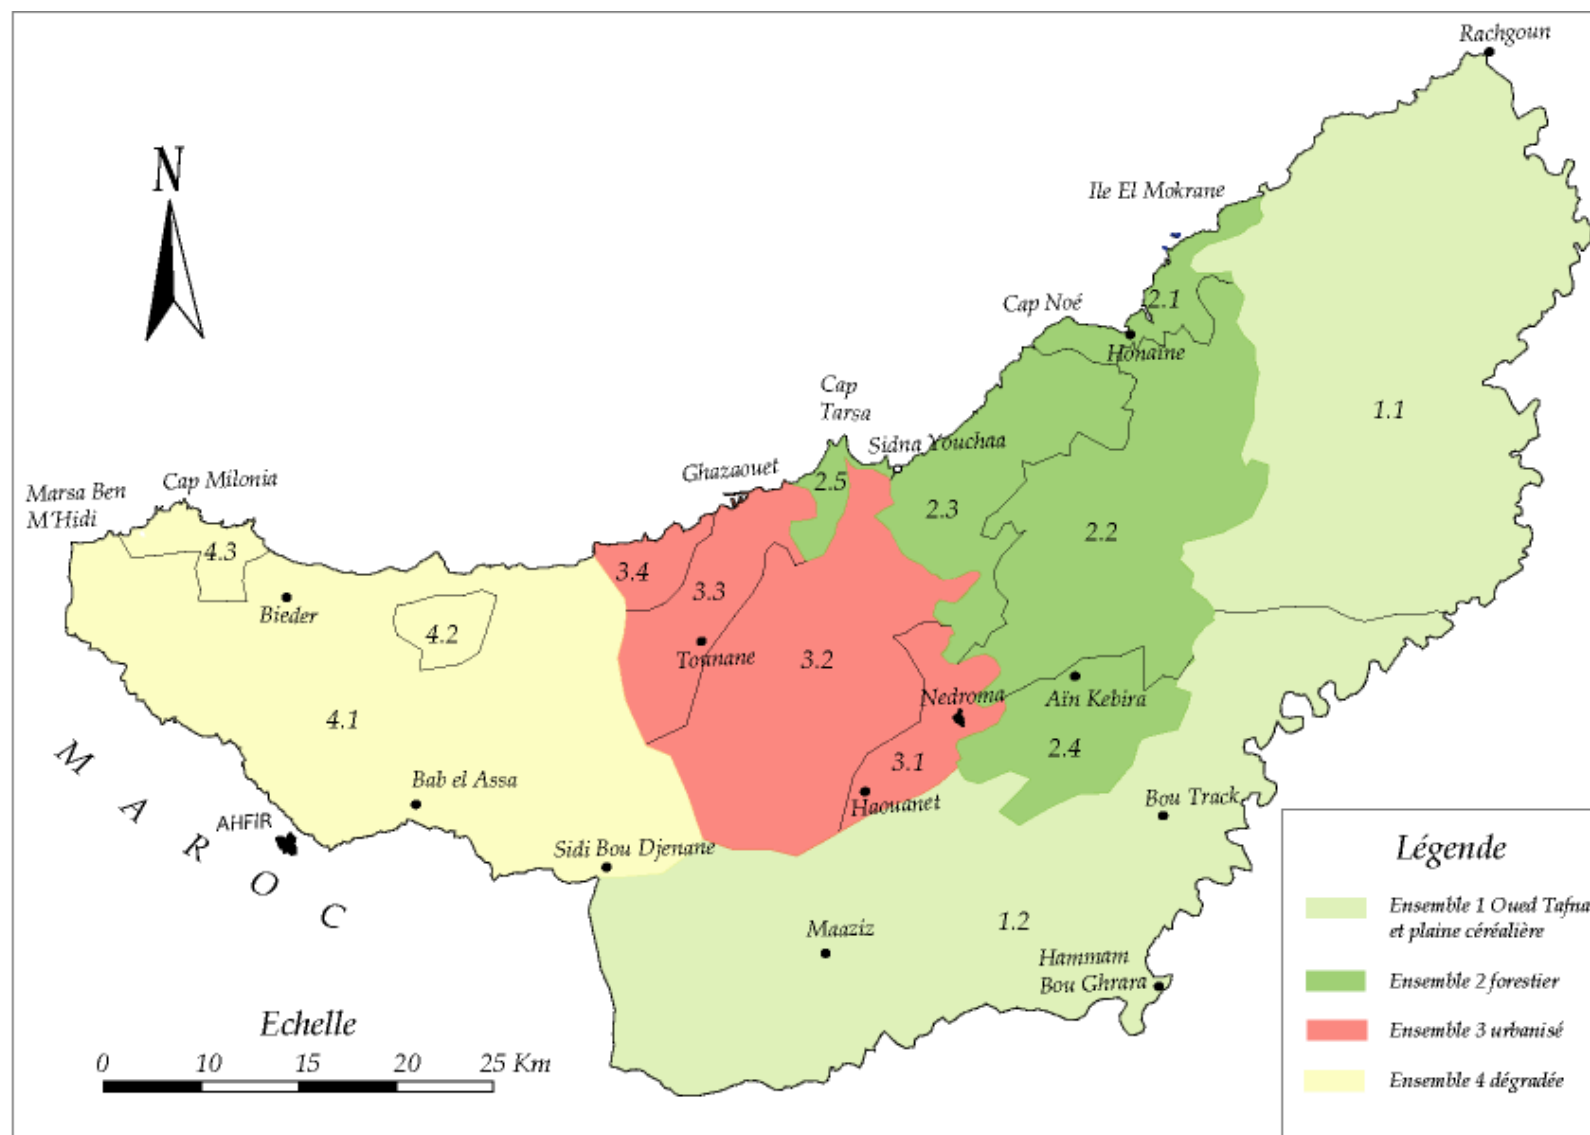 Rachgoun
Ile El Mokrane
N
Cap Noé
2.1
Honaine
Cap
Tarsa
1.1
Sidna Youchaa
Ghazaouet
Cap Milonia
Marsa Ben
M'Hidi
2.5
2.3
2.2
4.3
3.4
3.3
Bieder
4.2
Tounane
3.2
Nedroma
Aïn Kebira
4.1
2.4
3.1
Bab el Assa
Haouanet
Bou Track
AHFIR
MAROC
Sidi Bou Djenane
1.2
Maaziz
Hammam
Bou Ghrara
Echelle
0 10 15 20 25 Km
Légende
Ensemble 1 Oued Tafna
et plaine céréalière
Ensemble 2 forestier
Ensemble 3 urbanisé
Ensemble 4 dégradée